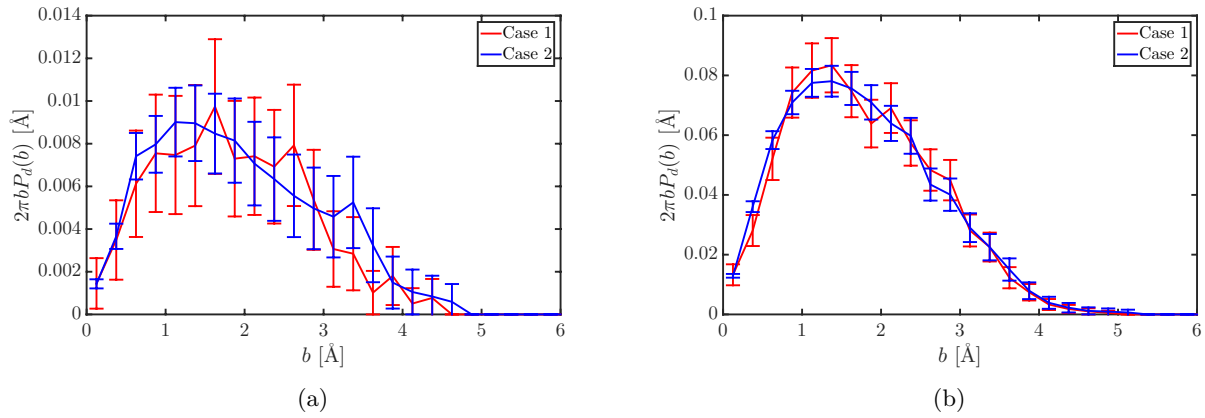 0.014
0.012
0.01
0.008
0.006
0.004
0.002
0
2πbP_d(b) [Å]
0 1 2 3 4 5 6
b [Å]
Case 1
Case 2
(a)
0.1
0.08
0.06
0.04
0.02
0
2πbP_d(b) [Å]
0 1 2 3 4 5 6
b [Å]
Case 1
Case 2
(b)